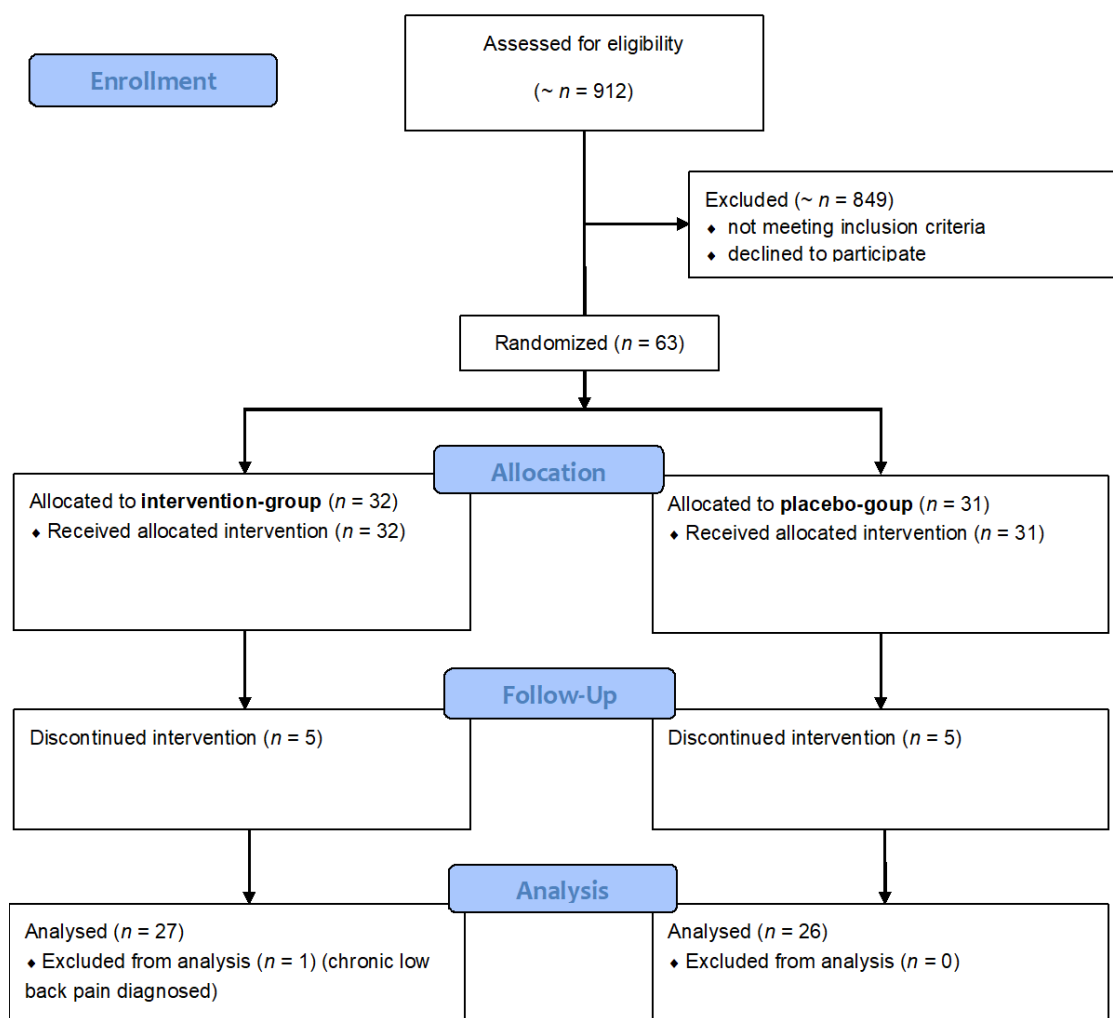 Enrollment
Assessed for eligibility
(~ n = 912)
Excluded (~ n = 849)
⬧ not meeting inclusion criteria
⬧ declined to participate
Randomized (n = 63)
Allocation
Allocated to intervention-group (n = 32)
⬧ Received allocated intervention (n = 32)
Allocated to placebo-goup (n = 31)
⬧ Received allocated intervention (n = 31)
Follow-Up
Discontinued intervention (n = 5)
Discontinued intervention (n = 5)
Analysis
Analysed (n = 27)
⬧ Excluded from analysis (n = 1) (chronic low
back pain diagnosed)
Analysed (n = 26)
⬧ Excluded from analysis (n = 0)